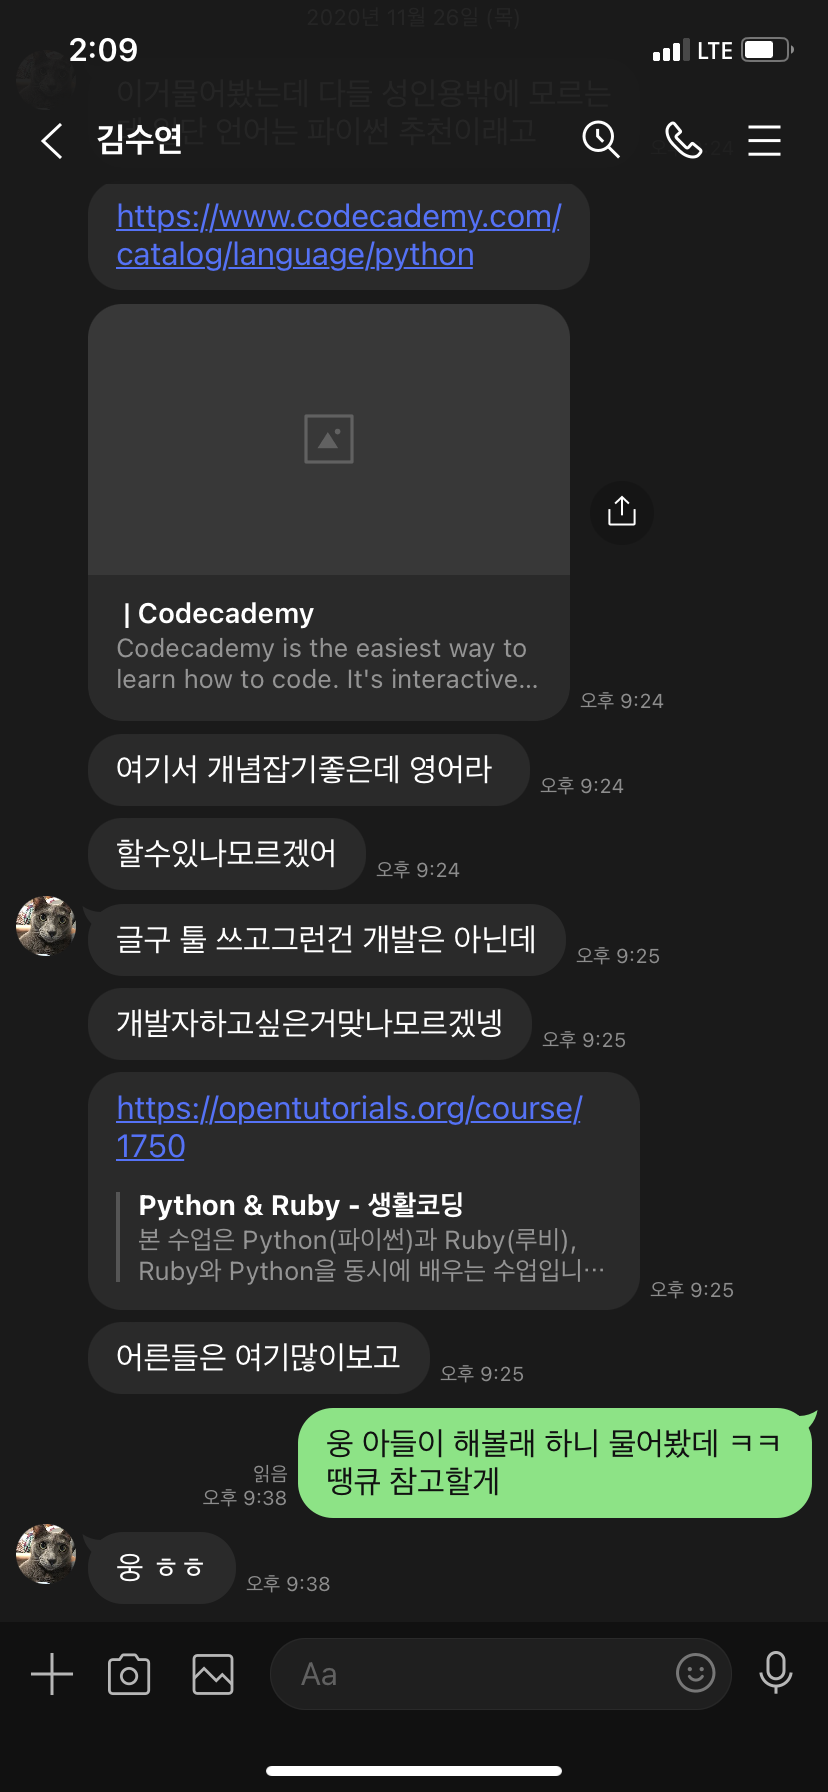 2020년 11월 26일 (목)
2:09
LTE
이거물어봤는데 다들 성인용밖에 모르는
언어는 파이썬 추천이래고
김수연
https://www.codecademy.com/
catalog/language/python
| Codecademy
Codecademy is the easiest way to
learn how to code. It's interactive...
오후 9:24
여기서 개념잡기좋은데 영어라
오후 9:24
할수있나모르겠어
오후 9:24
글구 툴 쓰고그런건 개발은 아닌데
오후 9:25
개발자하고싶은거맞나모르겠넹
오후 9:25
https://opentutorials.org/course/
1750
Python & Ruby - 생활코딩
본 수업은 Python(파이썬)과 Ruby(루비),
Ruby와 Python을 동시에 배우는 수업입니…
오후 9:25
어른들은 여기많이보고
오후 9:25
웅 아들이 해볼래 하니 물어봤데 ㅋㅋ
땡큐 참고할게
읽음
오후 9:38
웅 ㅎㅎ
오후 9:38
Aa